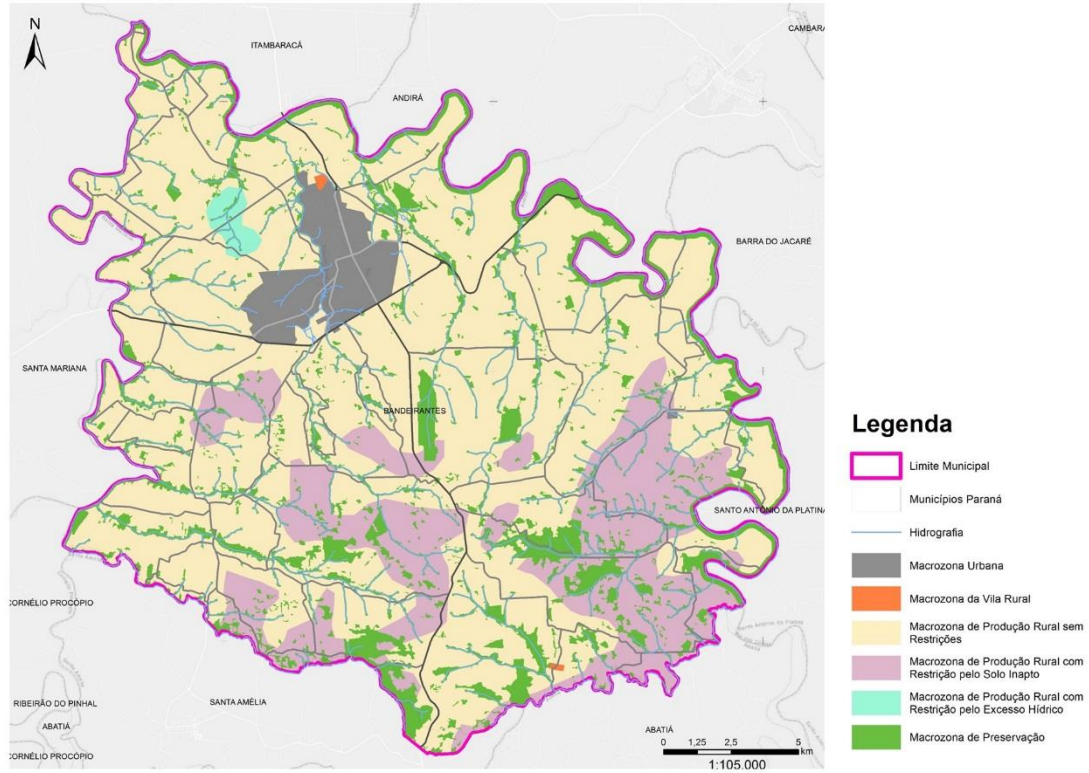 N
ITAMBARACÁ
CAMBARA
ANDIRÁ
BARRA DO JACARÉ
SANTA MARIANA
BANDEIRANTES
SANTO ANTÔNIO DA PLATINA
CORNÉLIO PROCÓPIO
RIBEIRÃO DO PINHAL
SANTA AMÉLIA
ABATIÁ
ABATIÁ
CORNÉLIO PROCÓPIO
0 1,25 2,5 5
km
1:105.000
Legenda
Limite Municipal
Municípios Paraná
Hidrografia
Macrozona Urbana
Macrozona da Vila Rural
Macrozona de Produção Rural sem
Restrições
Macrozona de Produção Rural com
Restrição pelo Solo Inapto
Macrozona de Produção Rural com
Restrição pelo Excesso Hídrico
Macrozona de Preservação